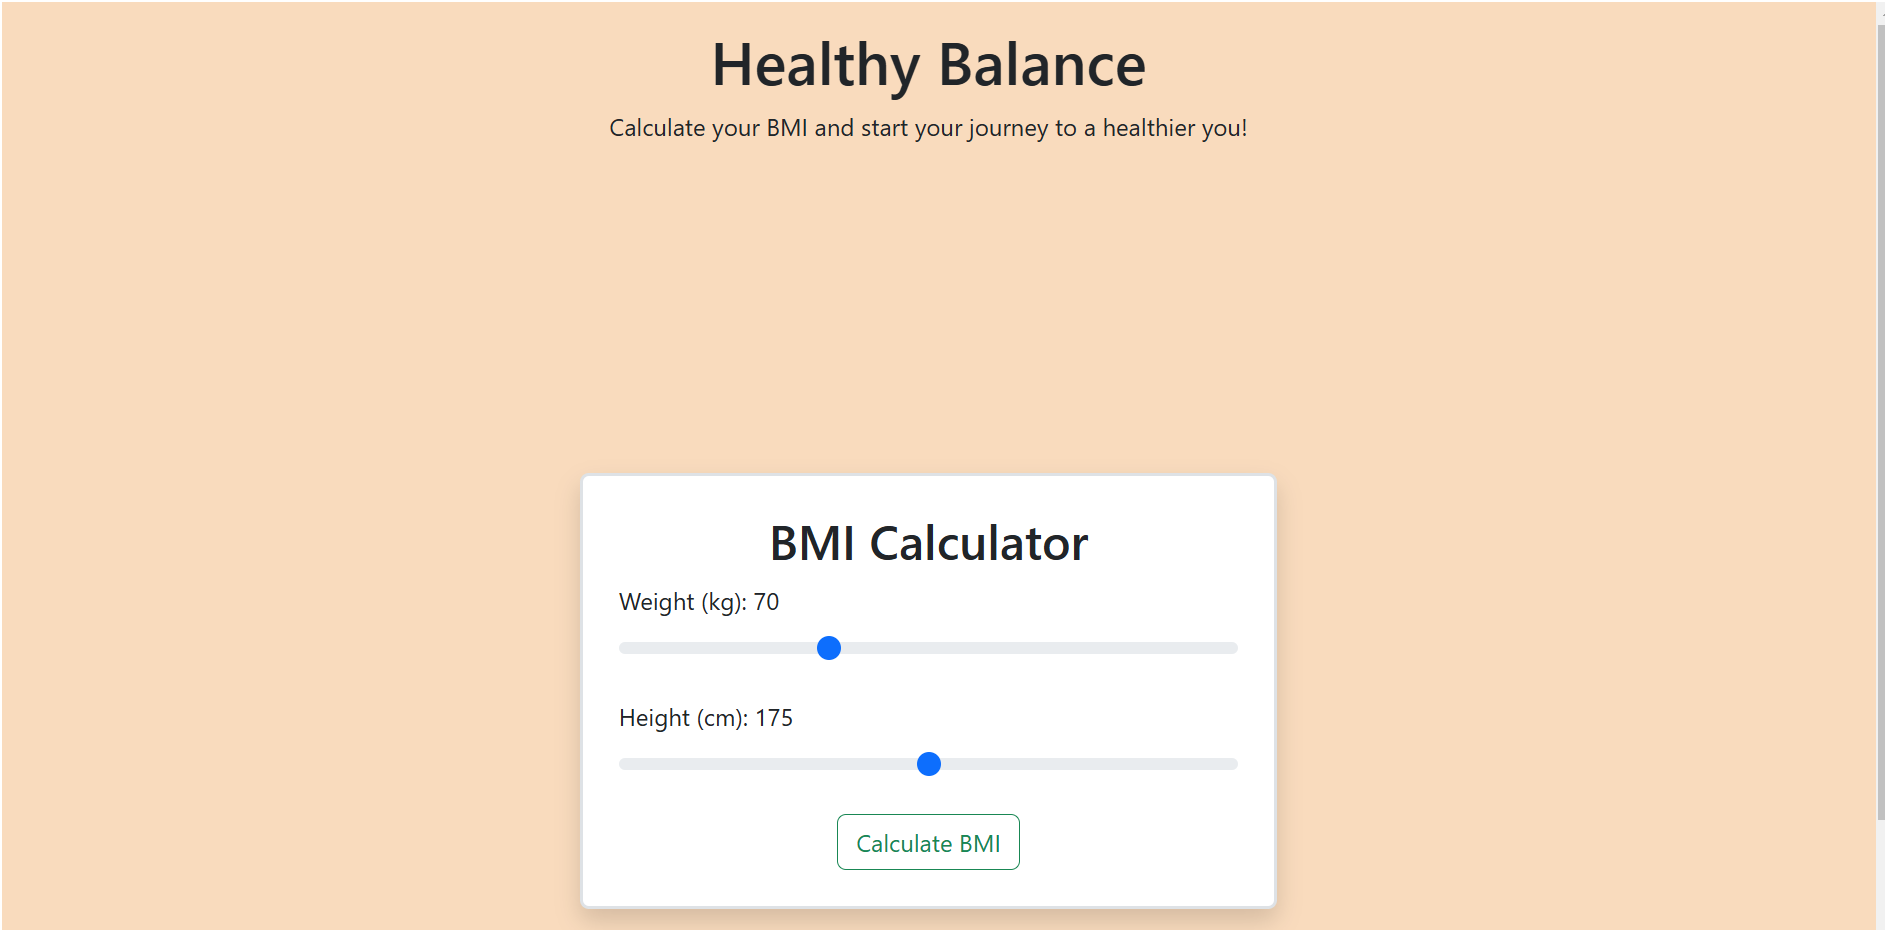 Healthy Balance
Calculate your BMI and start your journey to a healthier you!
BMI Calculator
Weight (kg): 70
Height (cm): 175
Calculate BMI